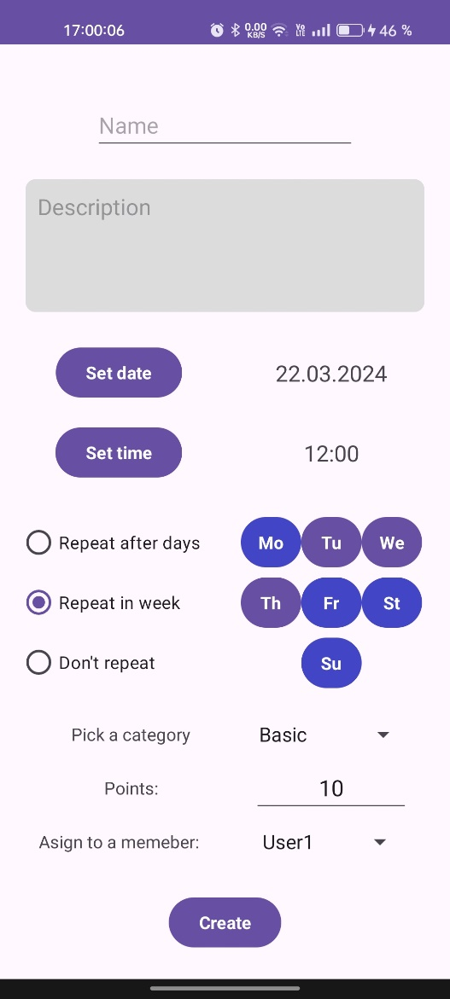 17:00:06 0.00 KB/S Vo LTE 46 %
Name
Description
Set date 22.03.2024
Set time 12:00
Repeat after days Mo Tu We
Repeat in week Th Fr St
Don't repeat Su
Pick a category Basic
Points: 10
Asign to a memeber: User1
Create